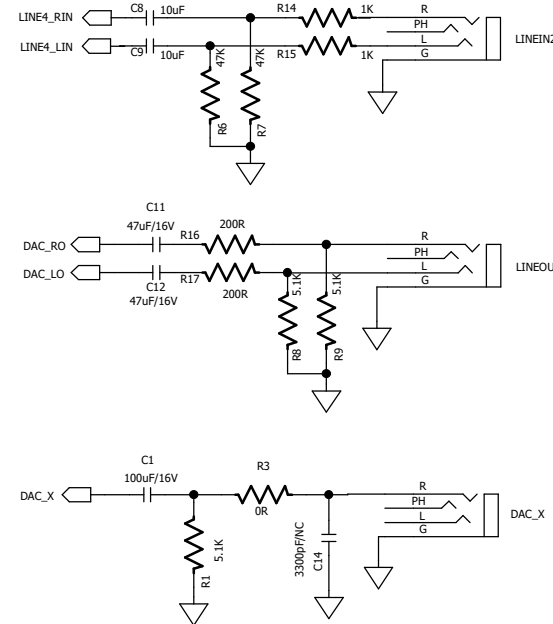 C8 R14 1K R
LINE4_RIN 10uF PH
LINE4_LIN L LINEIN2
C9 10uF R15 1K G
47K 47K
R6 R7
C11
47uF/16V R16 200R R
DAC_RO PH
DAC_LO L LINEOU
C12 R17 G
47uF/16V 200R
5.1K 5.1K
R8 R9
C1 R3
100uF/16V R
DAC_X 0R PH
L DAC_X
G
5.1K 3300pF/NC
R1 C14